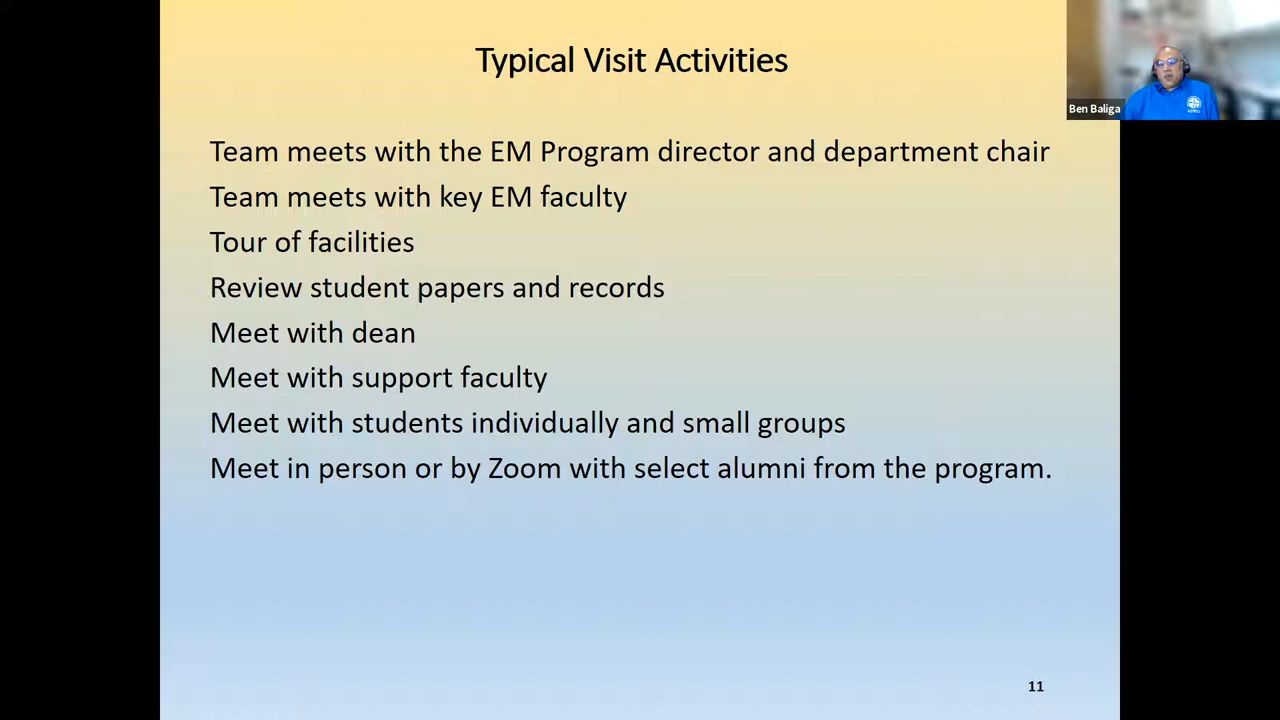 Typical Visit Activities
Ben Baliga
Team meets with the EM Program director and department chair
Team meets with key EM faculty
Tour of facilities
Review student papers and records
Meet with dean
Meet with support faculty
Meet with students individually and small groups
Meet in person or by Zoom with select alumni from the program.
11